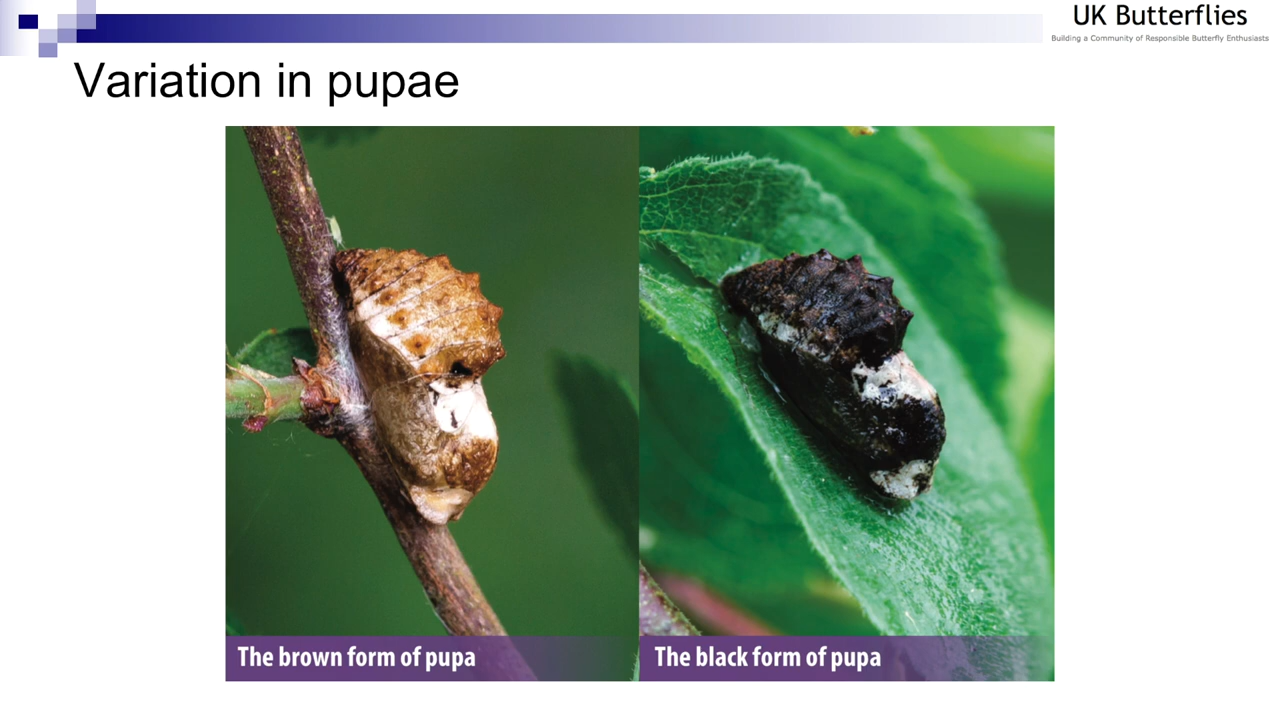 UK Butterflies
Building a Community of Responsible Butterfly Enthusiasts
Variation in pupae
The brown form of pupa
The black form of pupa